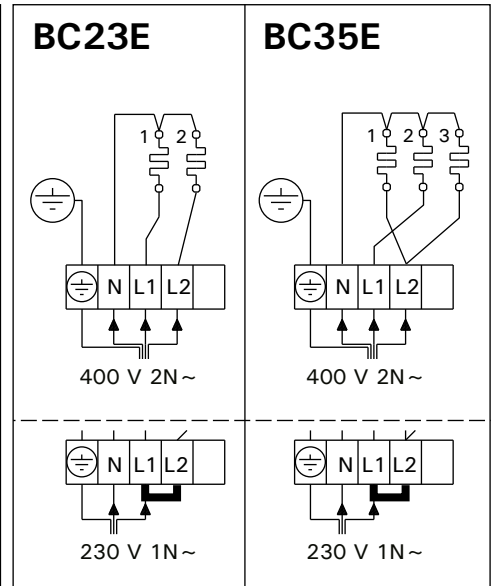 BC23E
1 2
N L1 L2
400 V 2N~
N L1 L2
230 V 1N~
BC35E
1 2 3
N L1 L2
400 V 2N~
N L1 L2
230 V 1N~